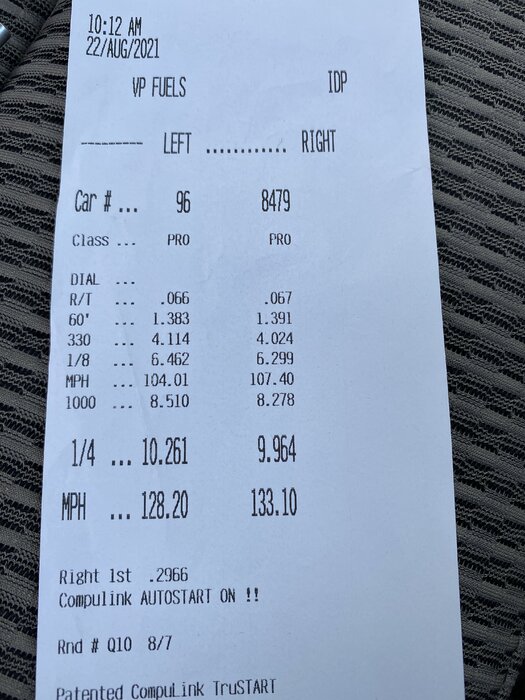 10:12 AM
22/AUG/2021
VP FUELS IDP
--------- LEFT ............ RIGHT
Car # ... 96 8479
Class ... PRO PRO
DIAL ...
R/T ... .066 .067
60' ... 1.383 1.391
330 ... 4.114 4.024
1/8 ... 6.462 6.299
MPH ... 104.01 107.40
1000 ... 8.510 8.278
1/4 ... 10.261 9.964
MPH ... 128.20 133.10
Right 1st .2966
Compulink AUTOSTART ON !!
Rnd # Q10 8/7
Patented CompuLink TruSTART